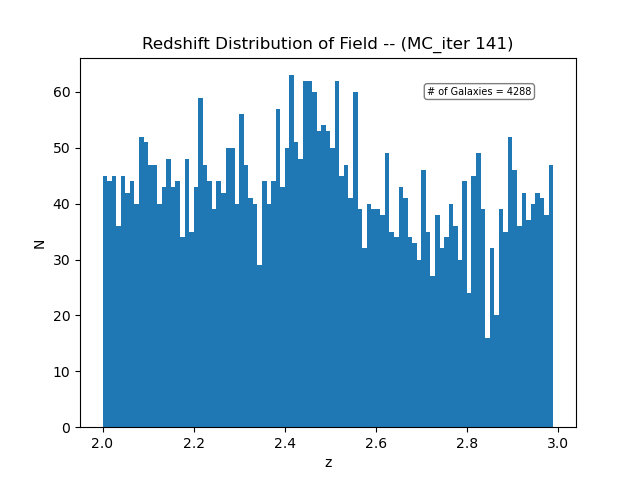 Redshift Distribution of Field -- (MC_iter 141)
# of Galaxies = 4288
60
50
40
30
20
10
0
N
2.0 2.2 2.4 2.6 2.8 3.0
z